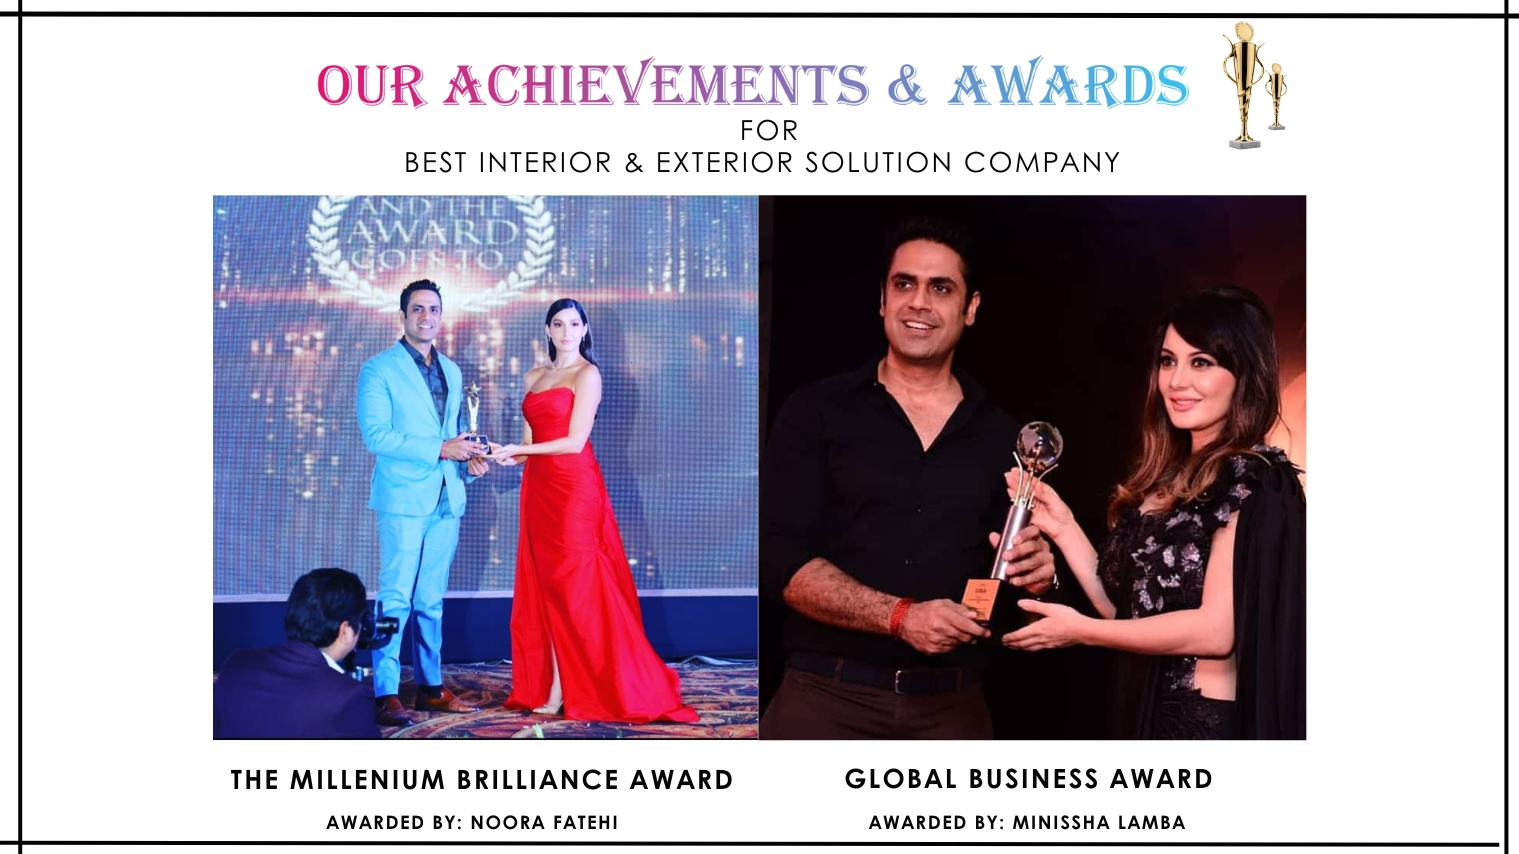 OUR ACHIEVEMENTS & AWARDS
FOR
BEST INTERIOR & EXTERIOR SOLUTION COMPANY
AND THE
AWARD
GOES TO
THE MILLENIUM BRILLIANCE AWARD
GLOBAL BUSINESS AWARD
AWARDED BY: NOORA FATEHI
AWARDED BY: MINISSHA LAMBA